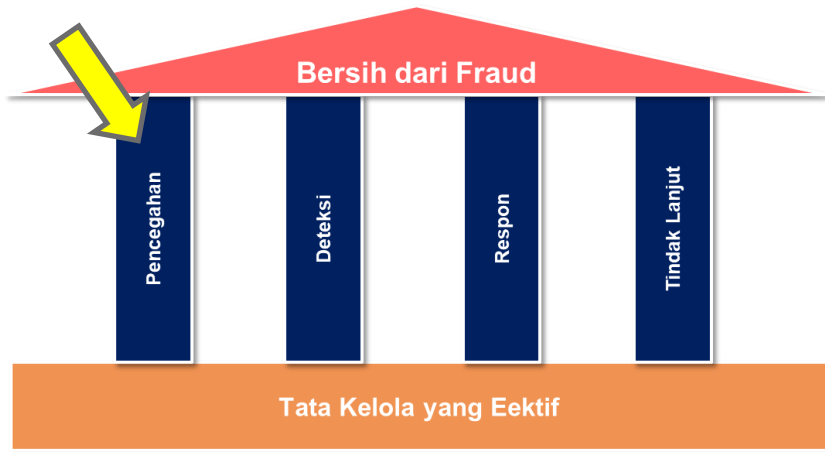 Bersih dari Fraud
Pencegahan
Deteksi
Respon
Tindak Lanjut
Tata Kelola yang Eektif